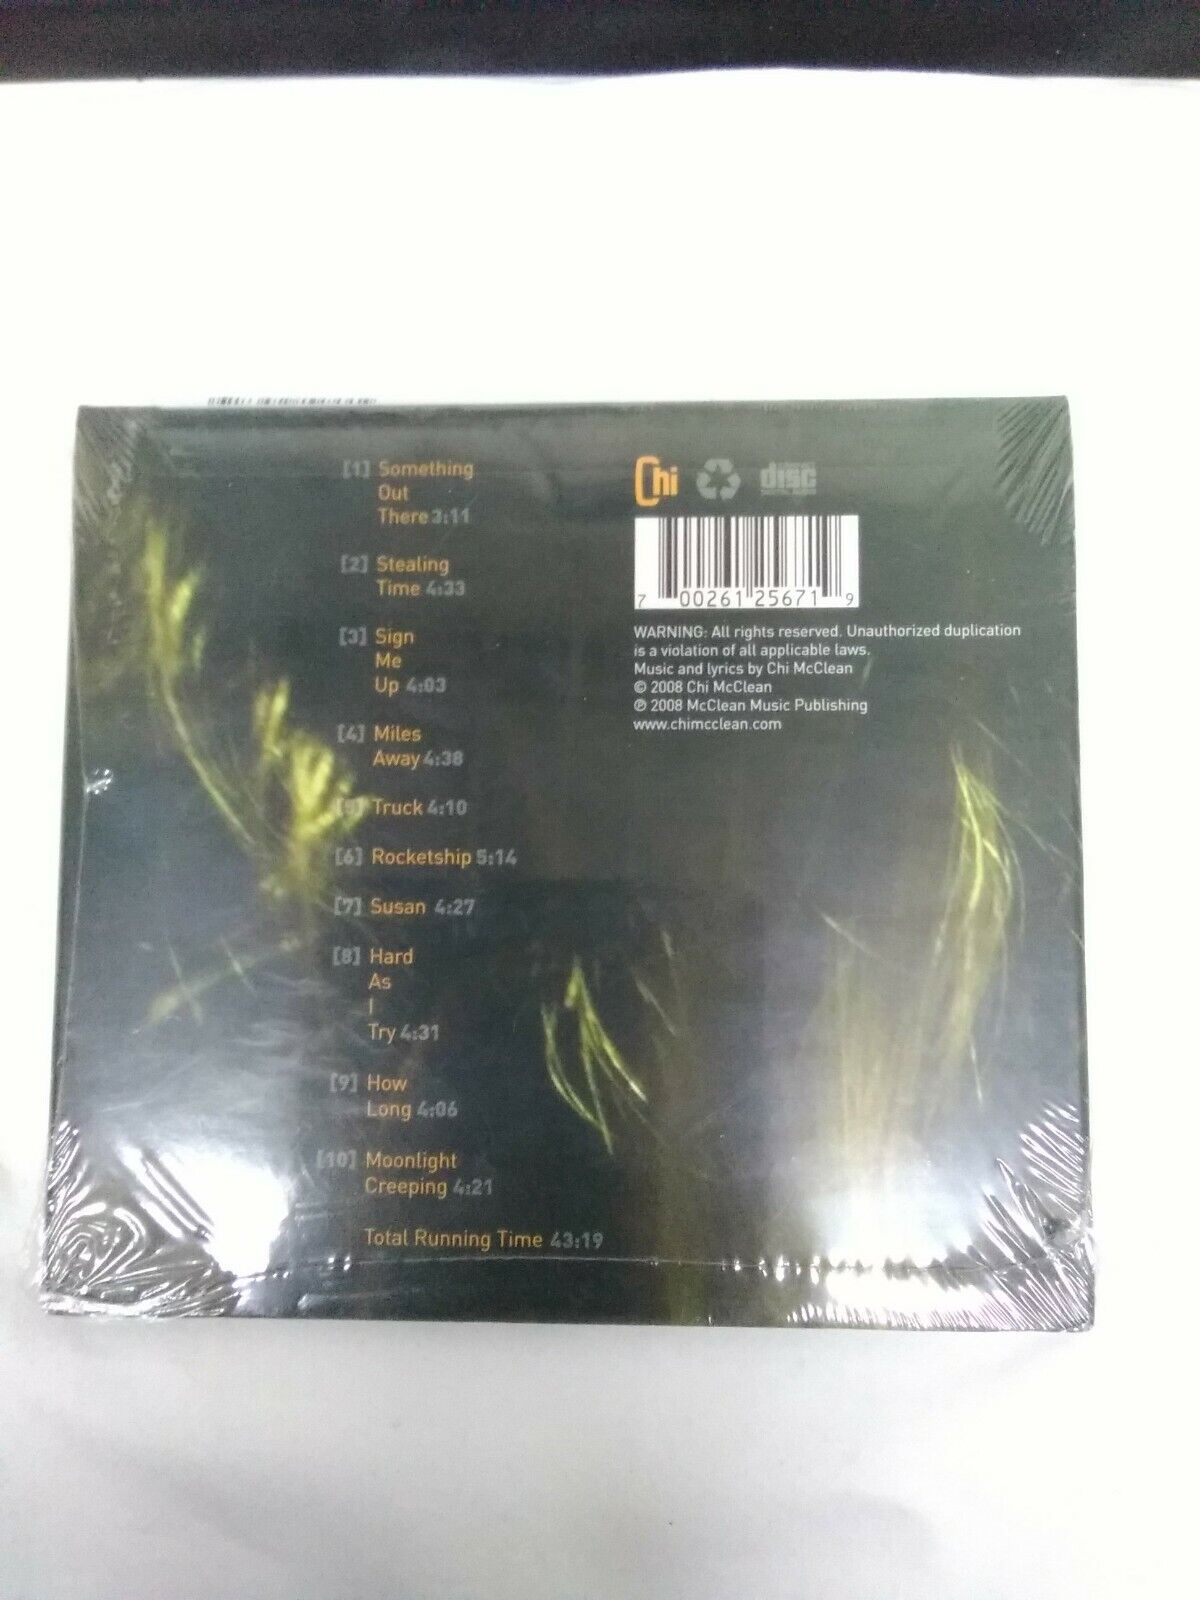 [1] Something
Out
There 3:11
[2] Stealing
Time 4:33
[3] Sign
Me
Up 4:03
[4] Miles
Away 4:38
[5] Truck 4:10
[6] Rocketship 5:14
[7] Susan 4:27
[8] Hard
As
I
Try 4:31
[9] How
Long 4:06
[10] Moonlight
Creeping 4:21
Total Running Time 43:19
Chi
disc
7 00261 25671 9
WARNING: All rights reserved. Unauthorized duplication
is a violation of all applicable laws.
Music and lyrics by Chi McClean
© 2008 Chi McClean
℗ 2008 McClean Music Publishing
www.chimcclean.com